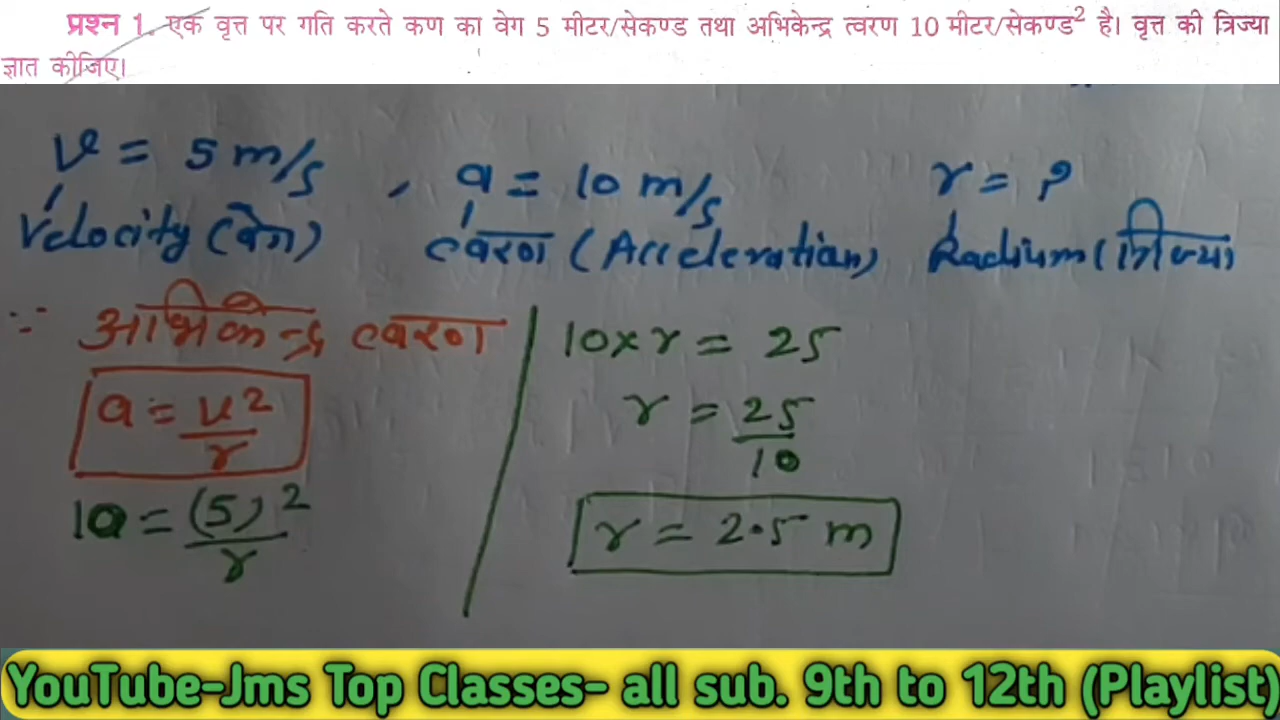 प्रश्न 1. एक वृत्त पर गति करते कण का वेग 5 मीटर/सेकण्ड तथा अभिकेन्द्र त्वरण 10 मीटर/सेकण्ड² है। वृत्त की त्रिज्या
ज्ञात कीजिए।
v = 5 m/s , a = 10 m/s r = ?
Velocity (वेग) त्वरण (Acceleration) Radium (त्रिज्या)
∵ अभिकेन्द्र त्वरण
a = v²/r
10 = (5)²/r
10 × r = 25
r = 25/10
r = 2.5 m
YouTube-Jms Top Classes- all sub. 9th to 12th (Playlist)